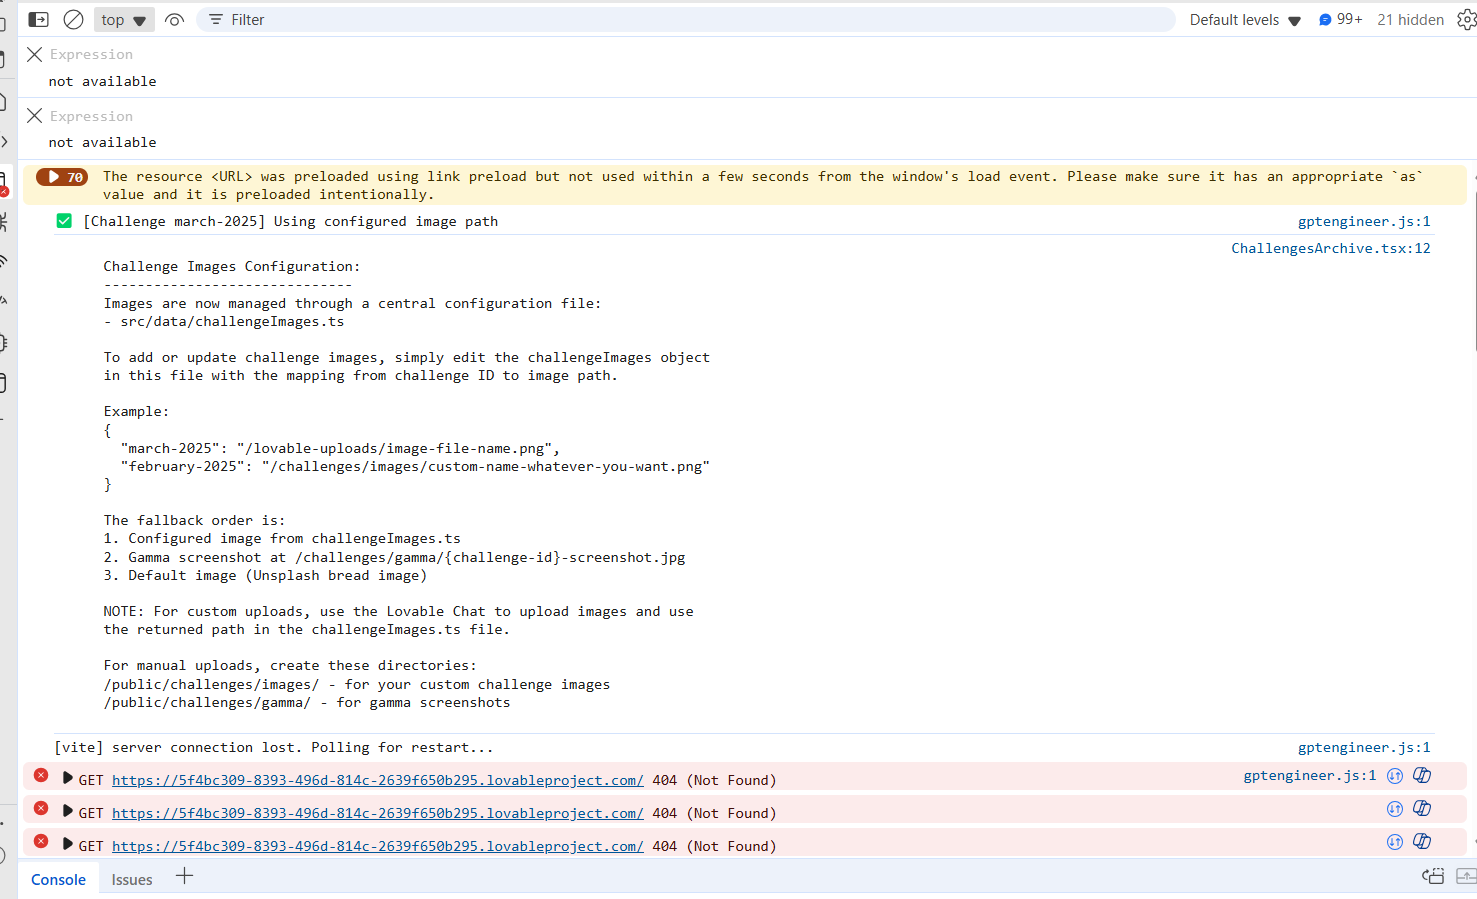 top
Filter
Default levels
99+
21 hidden
Expression
not available
Expression
not available
70
The resource <URL> was preloaded using link preload but not used within a few seconds from the window's load event. Please make sure it has an appropriate `as`
value and it is preloaded intentionally.
[Challenge march-2025] Using configured image path
gptengineer.js:1
ChallengesArchive.tsx:12
Challenge Images Configuration:
------------------------------
Images are now managed through a central configuration file:
- src/data/challengeImages.ts
To add or update challenge images, simply edit the challengeImages object
in this file with the mapping from challenge ID to image path.
Example:
{
"march-2025": "/lovable-uploads/image-file-name.png",
"february-2025": "/challenges/images/custom-name-whatever-you-want.png"
}
The fallback order is:
1. Configured image from challengeImages.ts
2. Gamma screenshot at /challenges/gamma/{challenge-id}-screenshot.jpg
3. Default image (Unsplash bread image)
NOTE: For custom uploads, use the Lovable Chat to upload images and use
the returned path in the challengeImages.ts file.
For manual uploads, create these directories:
/public/challenges/images/ - for your custom challenge images
/public/challenges/gamma/ - for gamma screenshots
[vite] server connection lost. Polling for restart...
gptengineer.js:1
GET https://5f4bc309-8393-496d-814c-2639f650b295.lovableproject.com/ 404 (Not Found)
gptengineer.js:1
GET https://5f4bc309-8393-496d-814c-2639f650b295.lovableproject.com/ 404 (Not Found)
GET https://5f4bc309-8393-496d-814c-2639f650b295.lovableproject.com/ 404 (Not Found)
Console
Issues